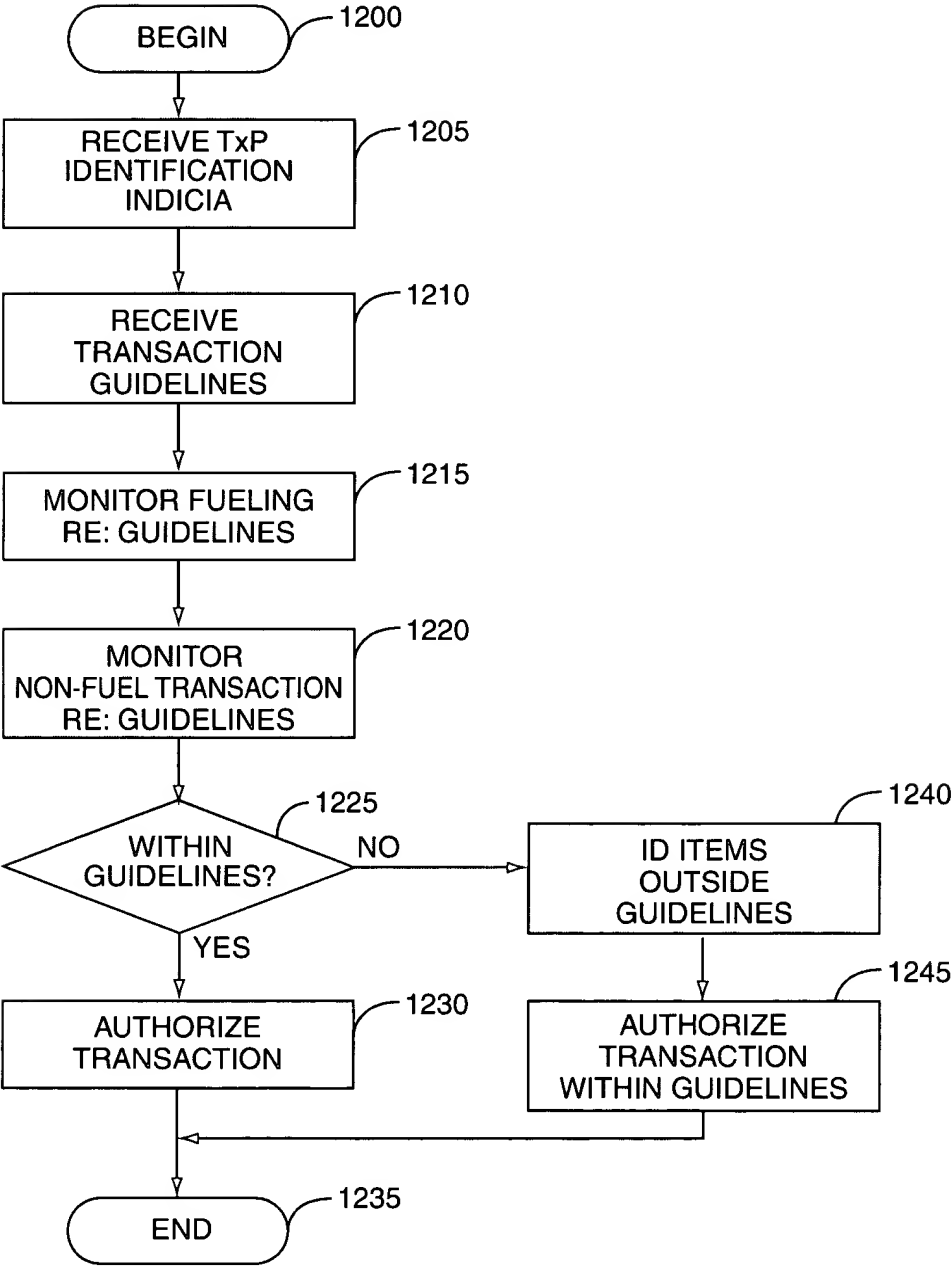 BEGIN
1200
RECEIVE TxP
IDENTIFICATION
INDICIA
1205
RECEIVE
TRANSACTION
GUIDELINES
1210
MONITOR FUELING
RE: GUIDELINES
1215
MONITOR
NON-FUEL TRANSACTION
RE: GUIDELINES
1220
WITHIN
GUIDELINES?
1225
NO
YES
ID ITEMS
OUTSIDE
GUIDELINES
1240
AUTHORIZE
TRANSACTION
1230
AUTHORIZE
TRANSACTION
WITHIN GUIDELINES
1245
END
1235